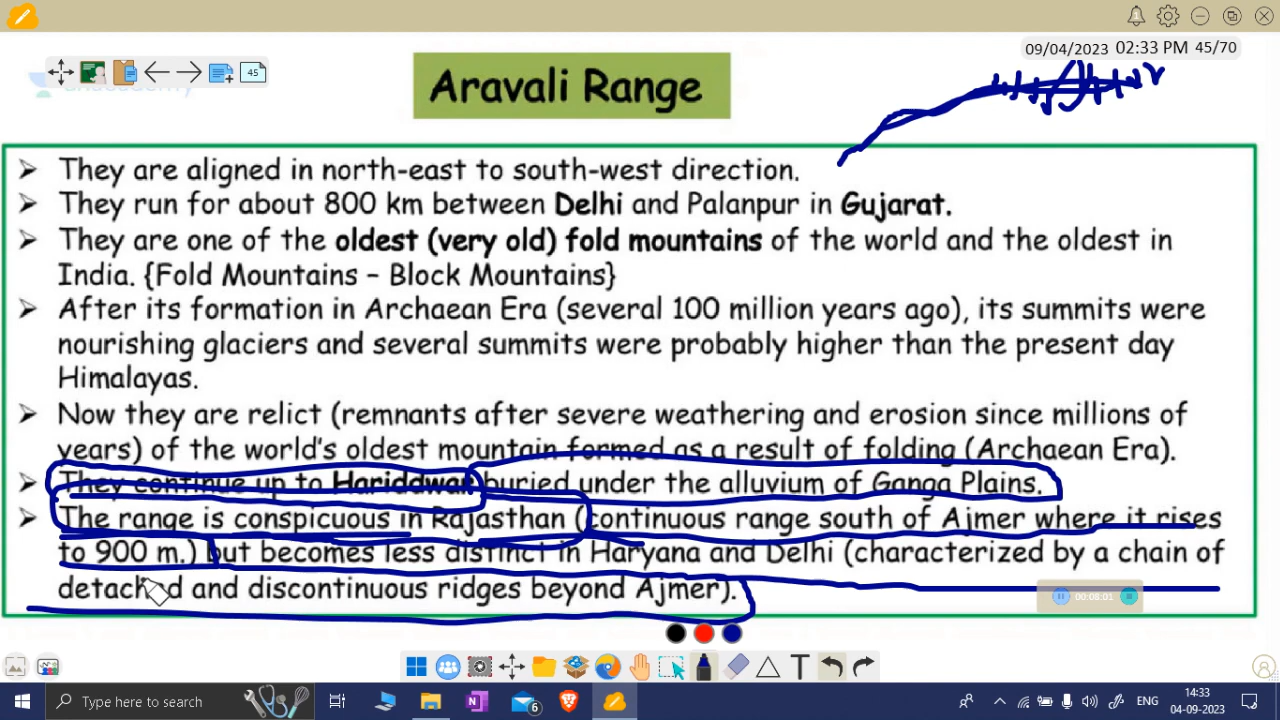 09/04/2023 02:33 PM 45/70
45
Aravali Range
➢ They are aligned in north-east to south-west direction.
➢ They run for about 800 km between Delhi and Palanpur in Gujarat.
➢ They are one of the oldest (very old) fold mountains of the world and the oldest in
India. {Fold Mountains – Block Mountains}
➢ After its formation in Archaean Era (several 100 million years ago), its summits were
nourishing glaciers and several summits were probably higher than the present day
Himalayas.
➢ Now they are relict (remnants after severe weathering and erosion since millions of
years) of the world's oldest mountain formed as a result of folding (Archaean Era).
➢ They continue up to Hariddwar buried under the alluvium of Ganga Plains.
➢ The range is conspicuous in Rajasthan (continuous range south of Ajmer where it rises
to 900 m.) but becomes less distinct in Haryana and Delhi (characterized by a chain of
detached and discontinuous ridges beyond Ajmer).
00:08:01
Type here to search
6
ENG
14:33
04-09-2023